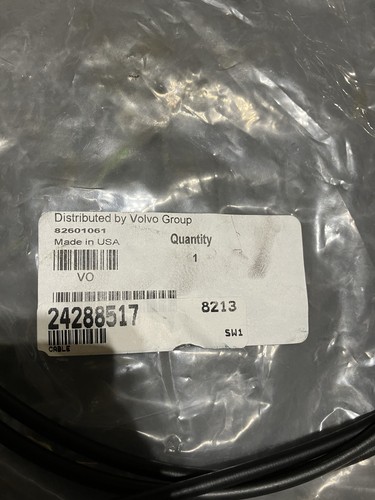 Distributed by Volvo Group
82601061
Made in USA
Quantity
1
VO
24288517
8213
SW1
CABLE